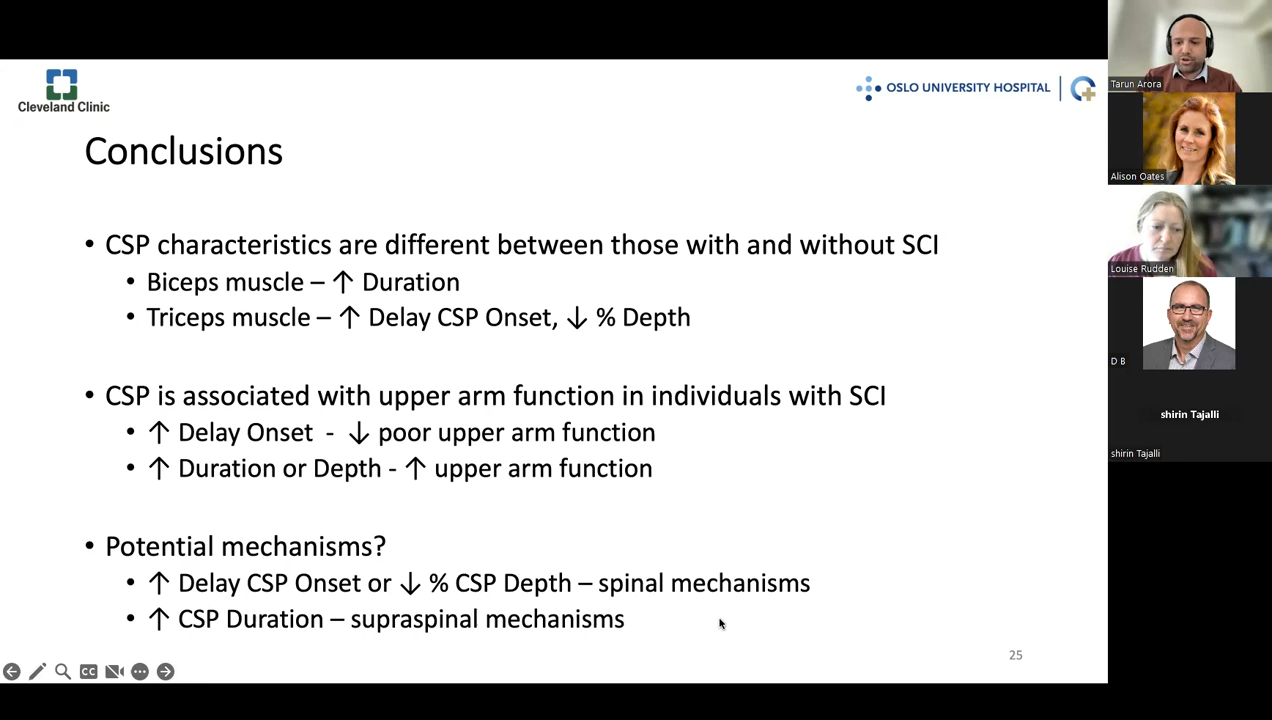 Cleveland Clinic
OSLO UNIVERSITY HOSPITAL
Conclusions
• CSP characteristics are different between those with and without SCI
• Biceps muscle – ↑ Duration
• Triceps muscle – ↑ Delay CSP Onset, ↓ % Depth
• CSP is associated with upper arm function in individuals with SCI
• ↑ Delay Onset - ↓ poor upper arm function
• ↑ Duration or Depth - ↑ upper arm function
• Potential mechanisms?
• ↑ Delay CSP Onset or ↓ % CSP Depth – spinal mechanisms
• ↑ CSP Duration – supraspinal mechanisms
25
CC
Tarun Arora
Alison Oates
Louise Rudden
D B
shirin Tajalli
shirin Tajalli